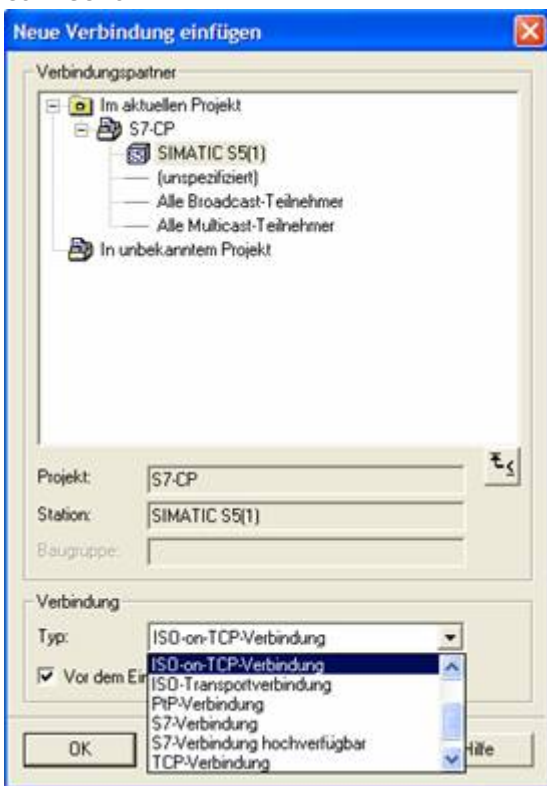 Neue Verbindung einfügen
Verbindungspartner
Im aktuellen Projekt
S7-CP
SIMATIC S5(1)
(unspezifiziert)
Alle Broadcast-Teilnehmer
Alle Multicast-Teilnehmer
In unbekanntem Projekt
Projekt: S7-CP
Station: SIMATIC S5(1)
Baugruppe:
Verbindung
Typ: ISO-on-TCP-Verbindung
ISO-on-TCP-Verbindung
Vor dem
ISO-Transportverbindung
PtP-Verbindung
S7-Verbindung
S7-Verbindung hochverfügbar
TCP-Verbindung
OK